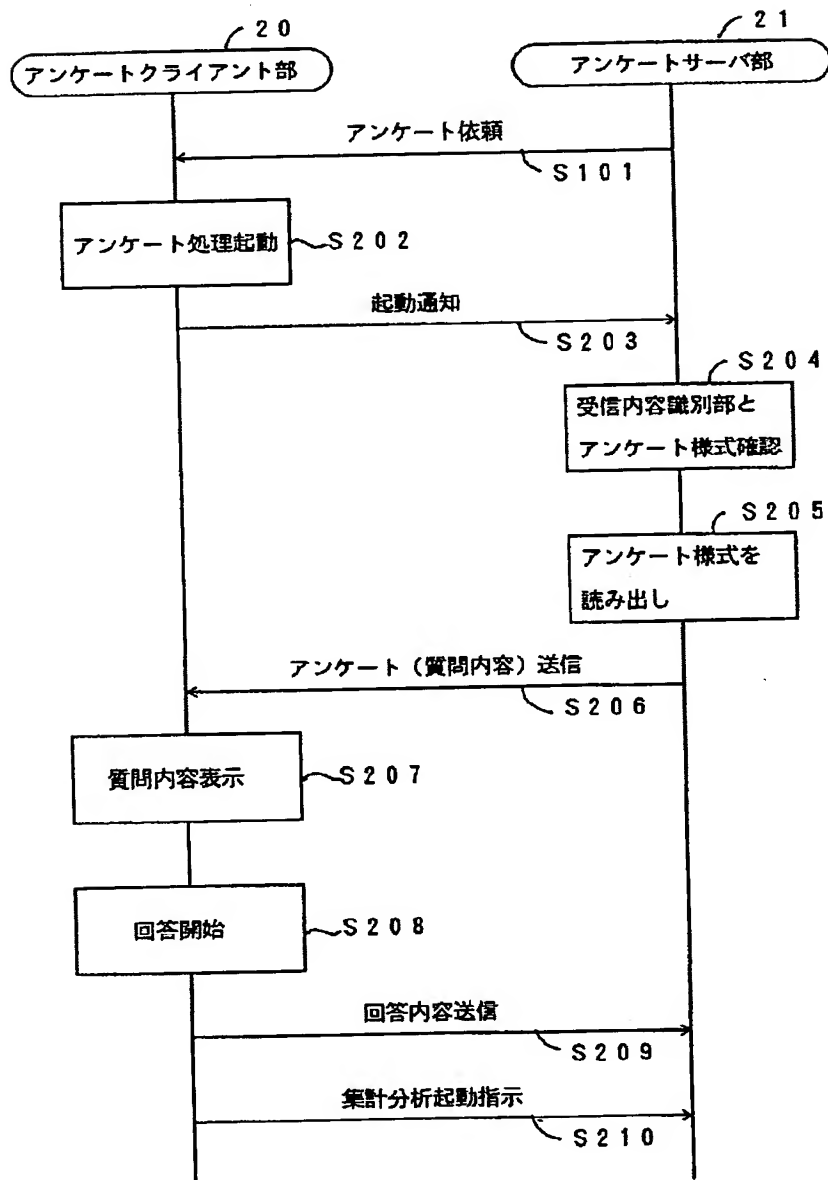 20
21
アンケートクライアント部
アンケートサーバ部
アンケート依頼
S101
アンケート処理起動
S202
起動通知
S203
S204
受信内容識別部と
アンケート様式確認
S205
アンケート様式を
読み出し
アンケート（質問内容）送信
S206
質問内容表示
S207
回答開始
S208
回答内容送信
S209
集計分析起動指示
S210